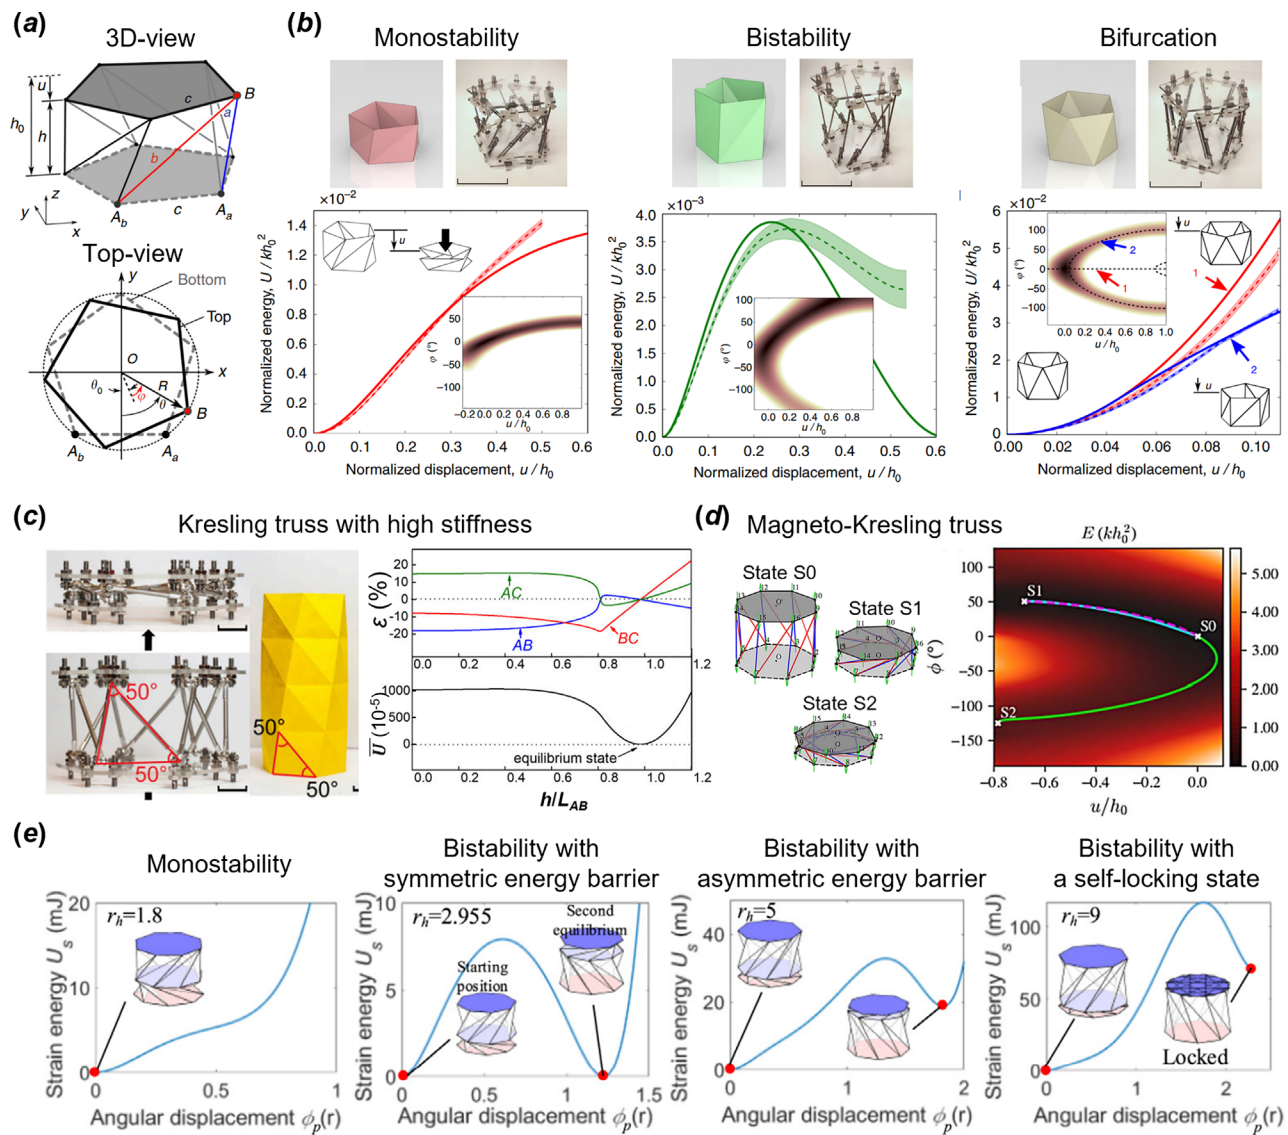 (a)
3D-view
u
h0
h
c
B
a
b
z
y
x
Ab
c
Aa
Top-view
y
Bottom
Top
O
x
θ0
R
φ
θ
B
Ab
Aa
(b)
Monostability
Bistability
Bifurcation
×10−2
Normalized energy, U / kh0²
1.4
1.2
1.0
0.8
0.6
0.4
0.2
0.0
u
φ (°)
50
0
−50
−100
−0.2 0.0 0.2 0.4 0.6 0.8
u / h0
0.0 0.1 0.2 0.3 0.4 0.5 0.6
Normalized displacement, u / h0
×10−3
Normalized energy, U / kh0²
4.0
3.5
3.0
2.5
2.0
1.5
1.0
0.5
0.0
φ (°)
100
50
0
−50
−100
0.0 0.2 0.4 0.6 0.8
u / h0
0.0 0.1 0.2 0.3 0.4 0.5 0.6
Normalized displacement, u / h0
×10−2
Normalized energy, U / kh0²
6
5
4
3
2
1
0
φ (°)
100
50
0
−50
−100
2
1
0.0 0.2 0.4 0.6 0.8 1.0
u / h0
u
1
2
u
0.00 0.02 0.04 0.06 0.08 0.10
Normalized displacement, u / h0
(c)
Kresling truss with high stiffness
50°
50°
50°
50°
ε (%)
20
10
0
-10
-20
AC
AB
BC
0.0 0.2 0.4 0.6 0.8 1.0 1.2
U (10-5)
1000
500
0
equilibrium state
0.0 0.2 0.4 0.6 0.8 1.0 1.2
h/LAB
(d)
Magneto-Kresling truss
State S0
State S1
State S2
E (kh0²)
ϕ (°)
100
50
0
−50
−100
−150
S1
S0
S2
−0.8 −0.6 −0.4 −0.2 0.0
u/h0
5.00
4.00
3.00
2.00
1.00
0.00
(e)
Monostability
Strain energy Us (mJ)
20
10
0
rh=1.8
0 0.5 1
Angular displacement ϕp(r)
Bistability with
symmetric energy barrier
Strain energy Us (mJ)
10
5
0
rh=2.955
Second
equilibrium
Starting
position
0 0.5 1 1.5
Angular displacement ϕp(r)
Bistability with
asymmetric energy barrier
Strain energy Us (mJ)
40
20
0
rh=5
0 1 2
Angular displacement ϕp(r)
Bistability with
a self-locking state
Strain energy Us (mJ)
100
50
0
rh=9
Locked
0 1 2
Angular displacement ϕp(r)